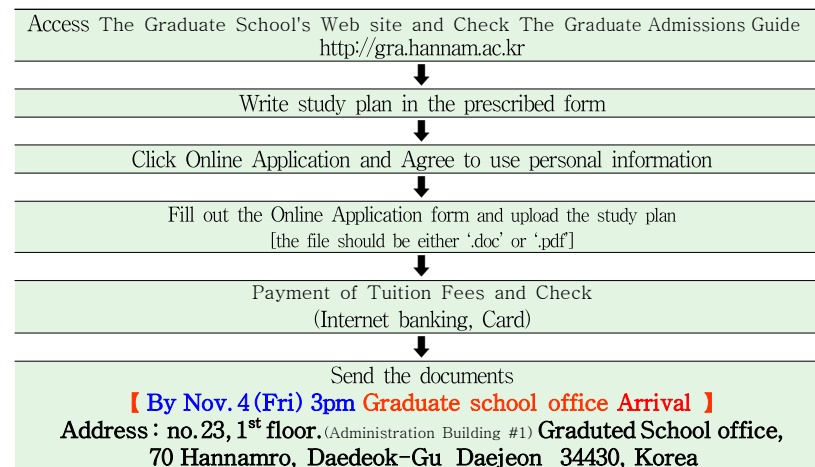 Access The Graduate School's Web site and Check The Graduate Admissions Guide
http://gra.hannam.ac.kr
Write study plan in the prescribed form
Click Online Application and Agree to use personal information
Fill out the Online Application form and upload the study plan
[the file should be either ‘.doc’ or ‘.pdf’]
Payment of Tuition Fees and Check
(Internet banking, Card)
Send the documents
【 By Nov. 4 (Fri) 3pm Graduate school office Arrival 】
Address : no.23, 1st floor.(Administration Building #1) Graduted School office,
70 Hannamro, Daedeok-Gu Daejeon 34430, Korea